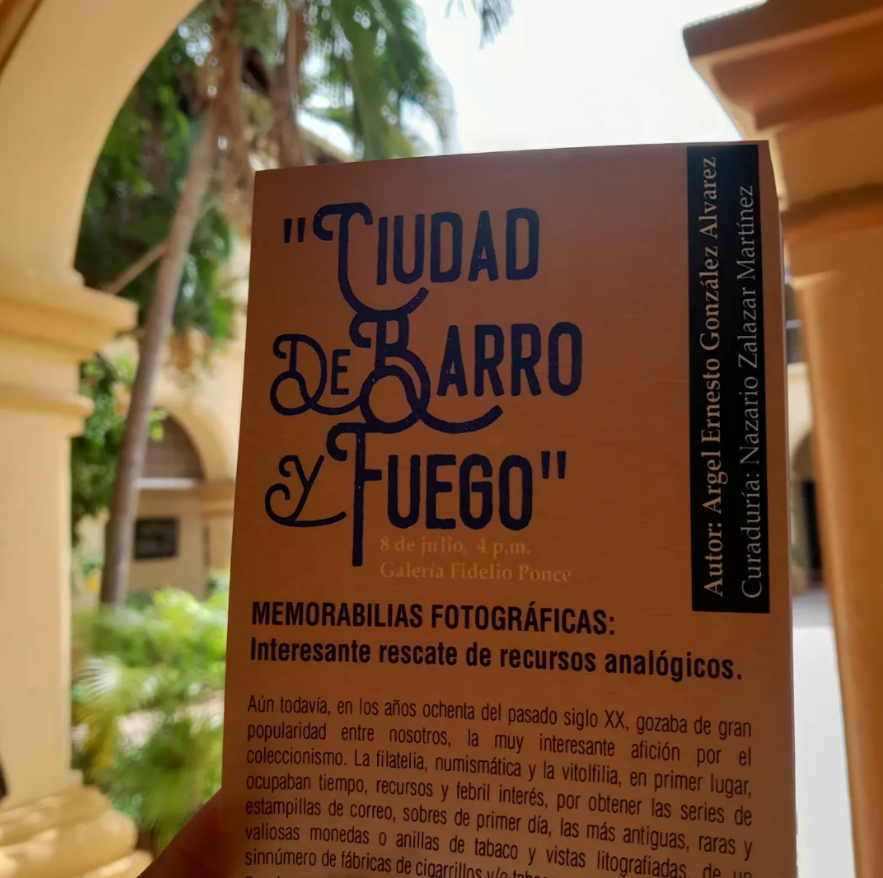 "CIUDAD
DE BARRO
Y FUEGO"
8 de julio, 4 p.m.
Galería Fidelio Ponce
Autor: Argel Ernesto González Alvarez
Curaduría: Nazario Zalazar Martínez
MEMORABILIAS FOTOGRÁFICAS:
Interesante rescate de recursos analógicos.
Aún todavía, en los años ochenta del pasado siglo XX, gozaba de gran
popularidad entre nosotros, la muy interesante afición por el
coleccionismo. La filatelia, numismática y la vitolfilia, en primer lugar,
ocupaban tiempo, recursos y febril interés, por obtener las series de
estampillas de correo, sobres de primer día, las más antiguas, raras y
valiosas monedas o anillas de tabaco y vistas litografiadas, de un
sinnúmero de fábricas de cigarrillos y/o